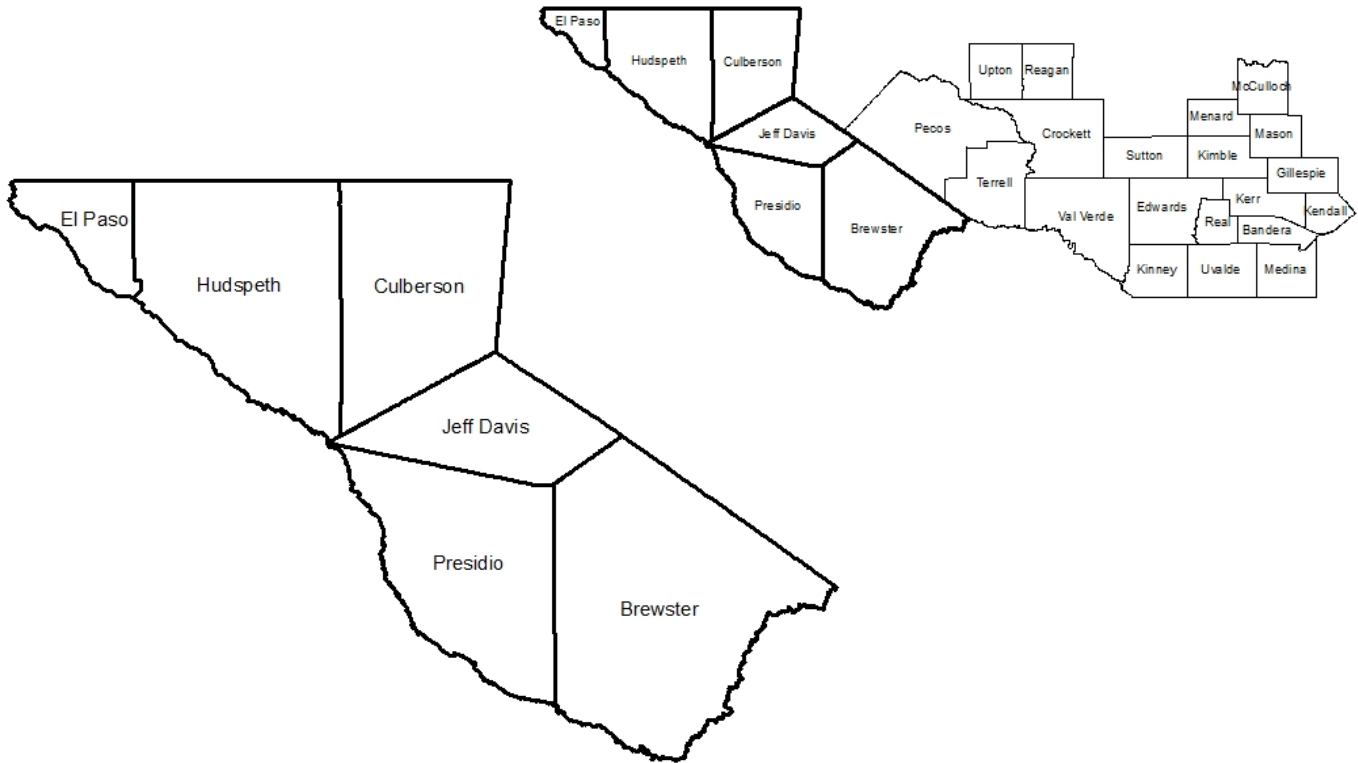 El Paso
Hudspeth
Culberson
Jeff Davis
Presidio
Brewster
Pecos
Terrell
Upton
Reagan
Crockett
Val Verde
Sutton
Edwards
Kinney
McCulloch
Menard
Mason
Kimble
Gillespie
Kerr
Kendall
Real
Bandera
Uvalde
Medina
El Paso
Hudspeth
Culberson
Jeff Davis
Presidio
Brewster